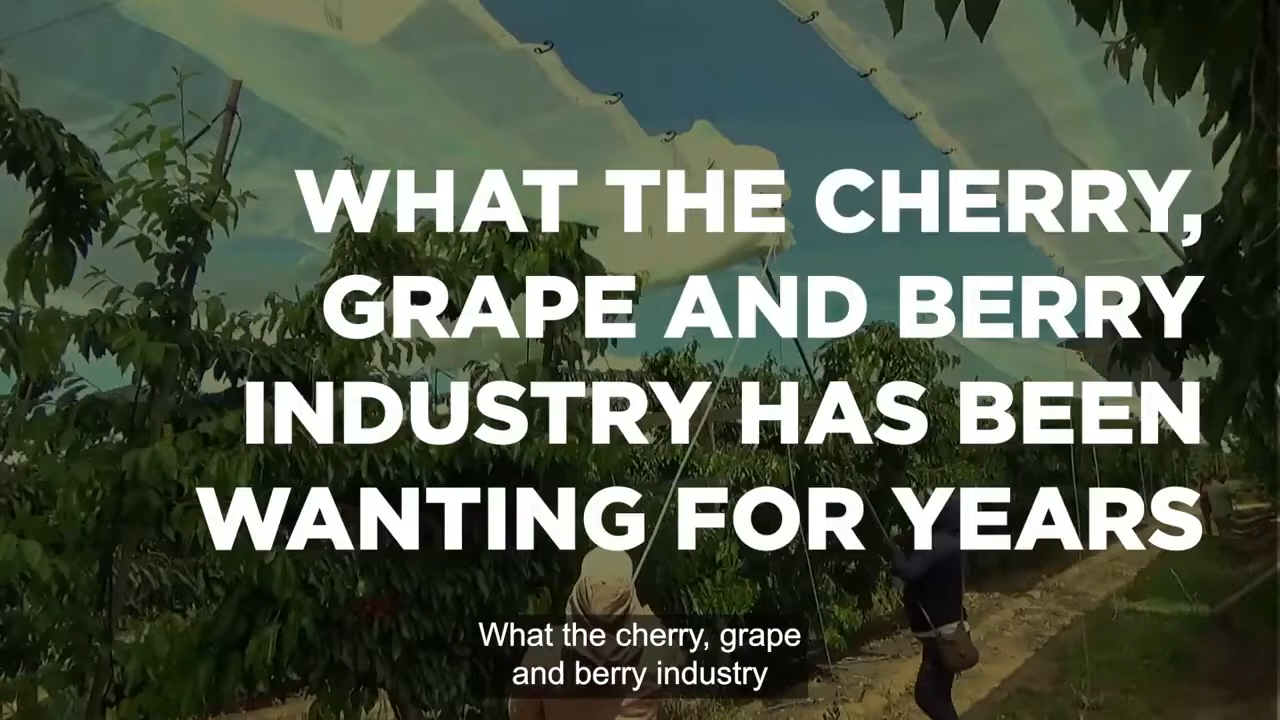 WHAT THE CHERRY,
GRAPE AND BERRY
INDUSTRY HAS BEEN
WANTING FOR YEARS
What the cherry, grape
and berry industry